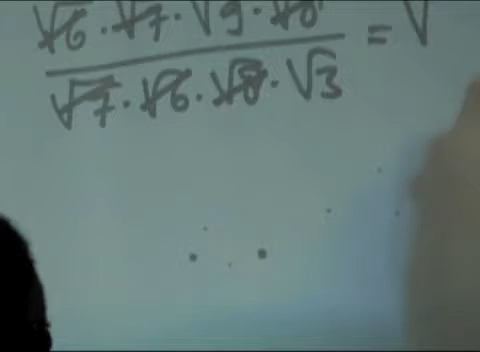 √6 · √7 · √9 · √8 = √
√7 · √6 · √8 · √3